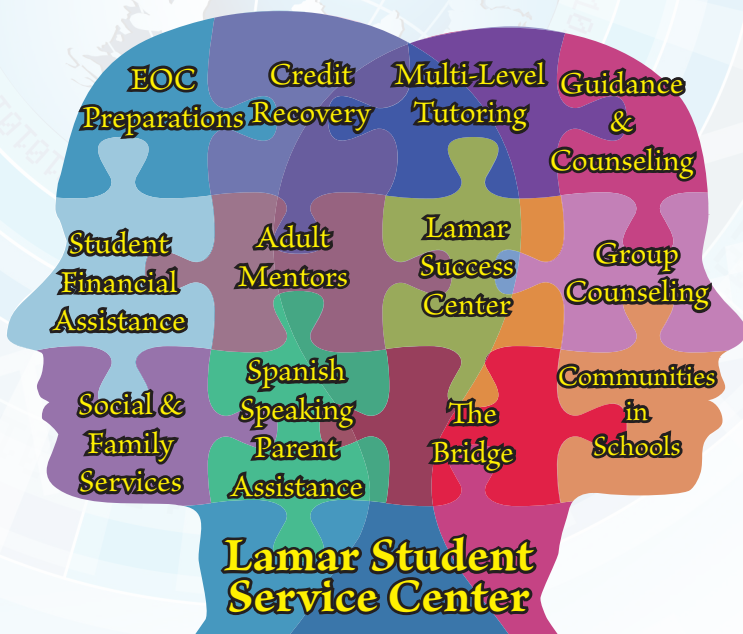 EOC
Preparations
Credit
Recovery
Multi-Level
Tutoring
Guidance
&
Counseling
Student
Financial
Assistance
Adult
Mentors
Lamar
Success
Center
Group
Counseling
Social &
Family
Services
Spanish
Speaking
Parent
Assistance
The
Bridge
Communities
in
Schools
Lamar Student
Service Center